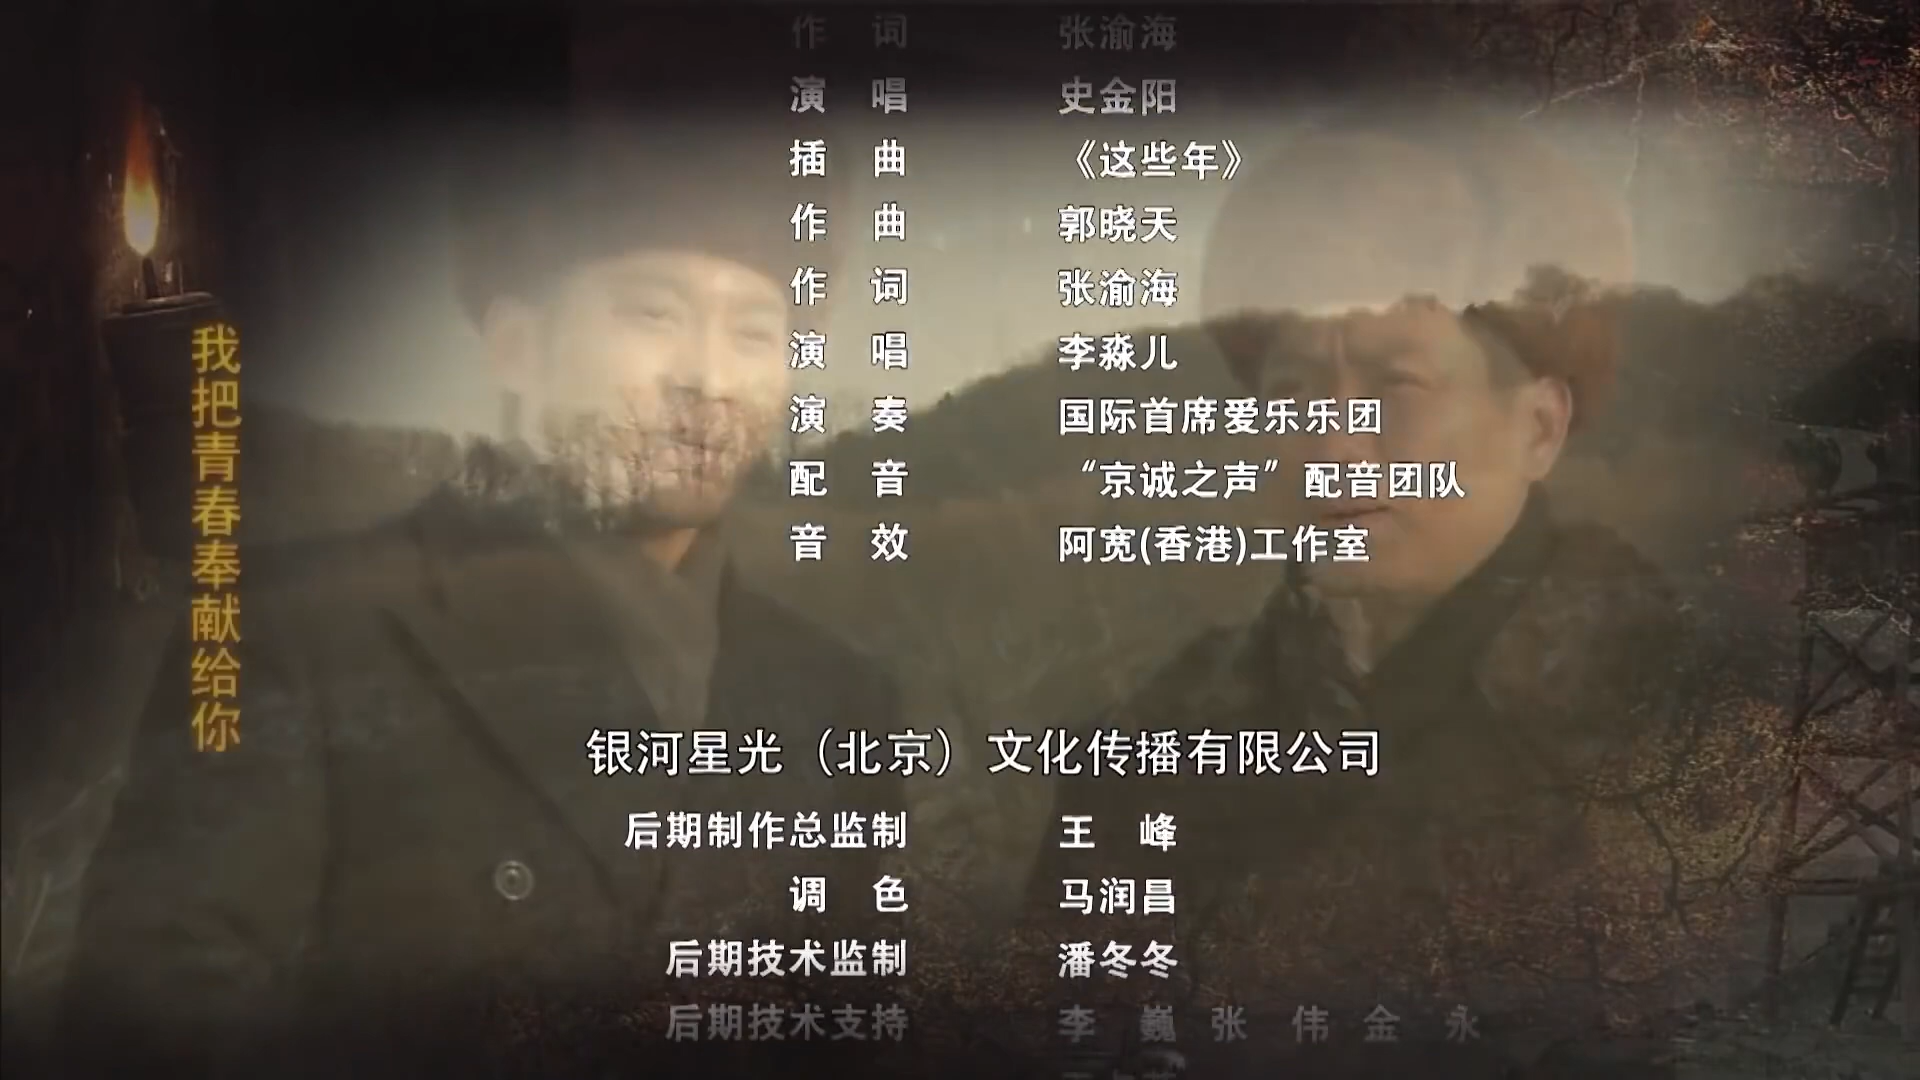 作 词 张渝海
演 唱 史金阳
插 曲 《这些年》
作 曲 郭晓天
作 词 张渝海
演 唱 李淼儿
演 奏 国际首席爱乐乐团
配 音 “京诚之声”配音团队
音 效 阿宽(香港)工作室
我把青春奉献给你
银河星光（北京）文化传播有限公司
后期制作总监制 王 峰
调 色 马润昌
后期技术监制 潘冬冬
后期技术支持 李 巍 张 伟 金 永